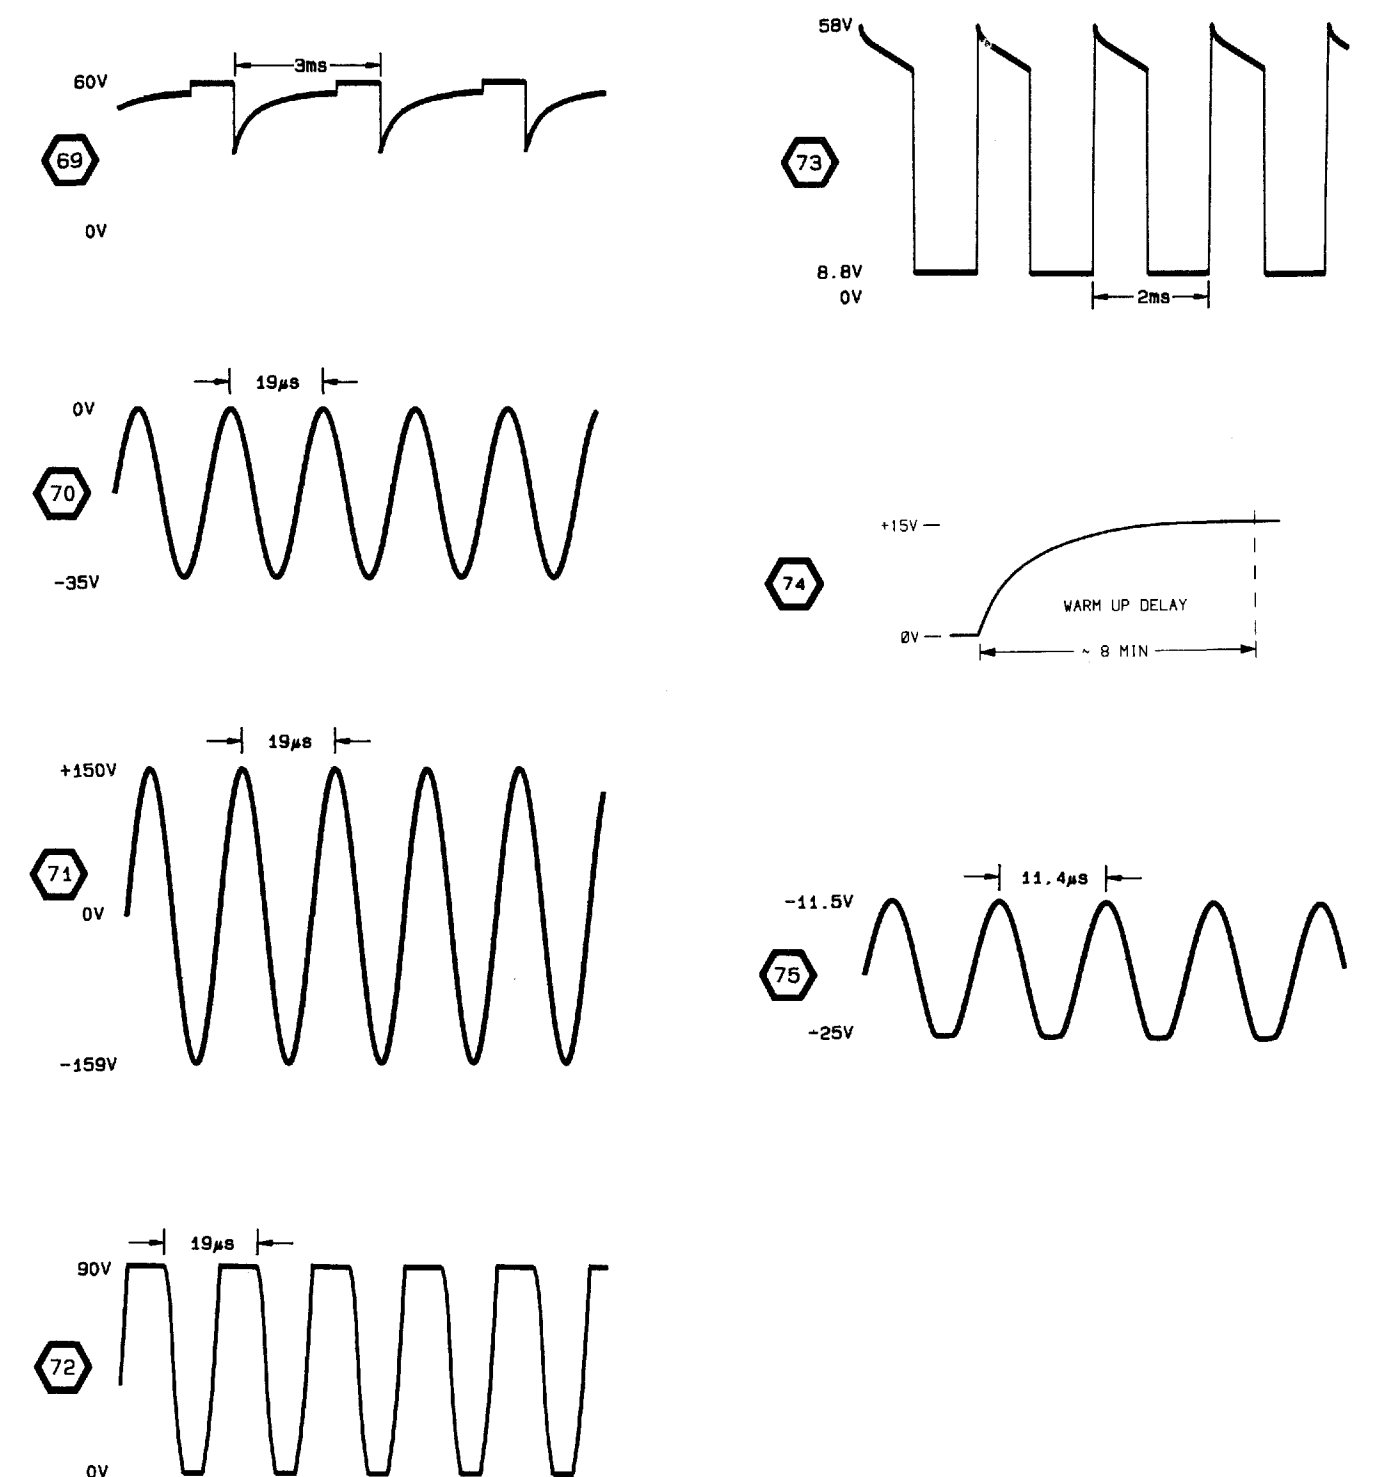 3ms
60V
69
0V
19µs
0V
70
-35V
19µs
+150V
71
0V
-159V
19µs
90V
72
0V
58V
73
8.8V
0V
2ms
+15V
74
WARM UP DELAY
0V
~ 8 MIN
11.4µs
-11.5V
75
-25V